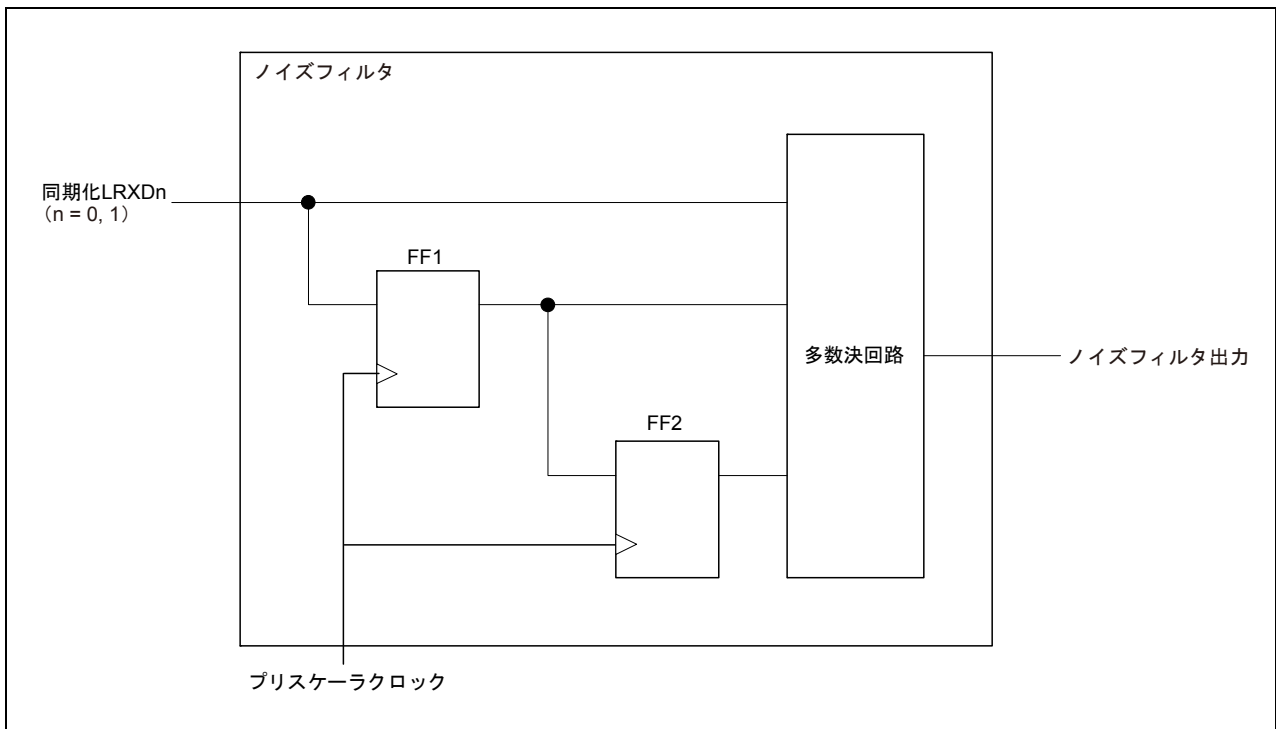 ノイズフィルタ
同期化LRXDn
（n = 0, 1）
FF1
多数決回路
ノイズフィルタ出力
FF2
プリスケーラクロック